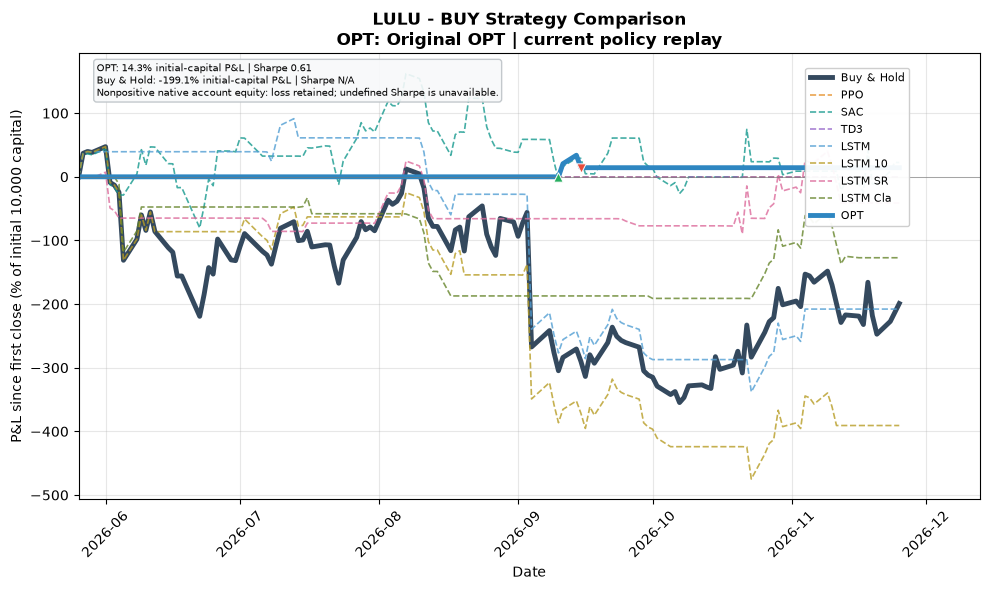 LULU - BUY Strategy Comparison
OPT: Original OPT | current policy replay
OPT: 14.3% initial-capital P&L | Sharpe 0.61
Buy & Hold: -199.1% initial-capital P&L | Sharpe N/A
Nonpositive native account equity: loss retained; undefined Sharpe is unavailable.
Buy & Hold
PPO
SAC
TD3
LSTM
LSTM 10
LSTM SR
LSTM Cla
OPT
P&L since first close (% of initial 10,000 capital)
100
0
−100
−200
−300
−400
−500
2026-06
2026-07
2026-08
2026-09
2026-10
2026-11
2026-12
Date